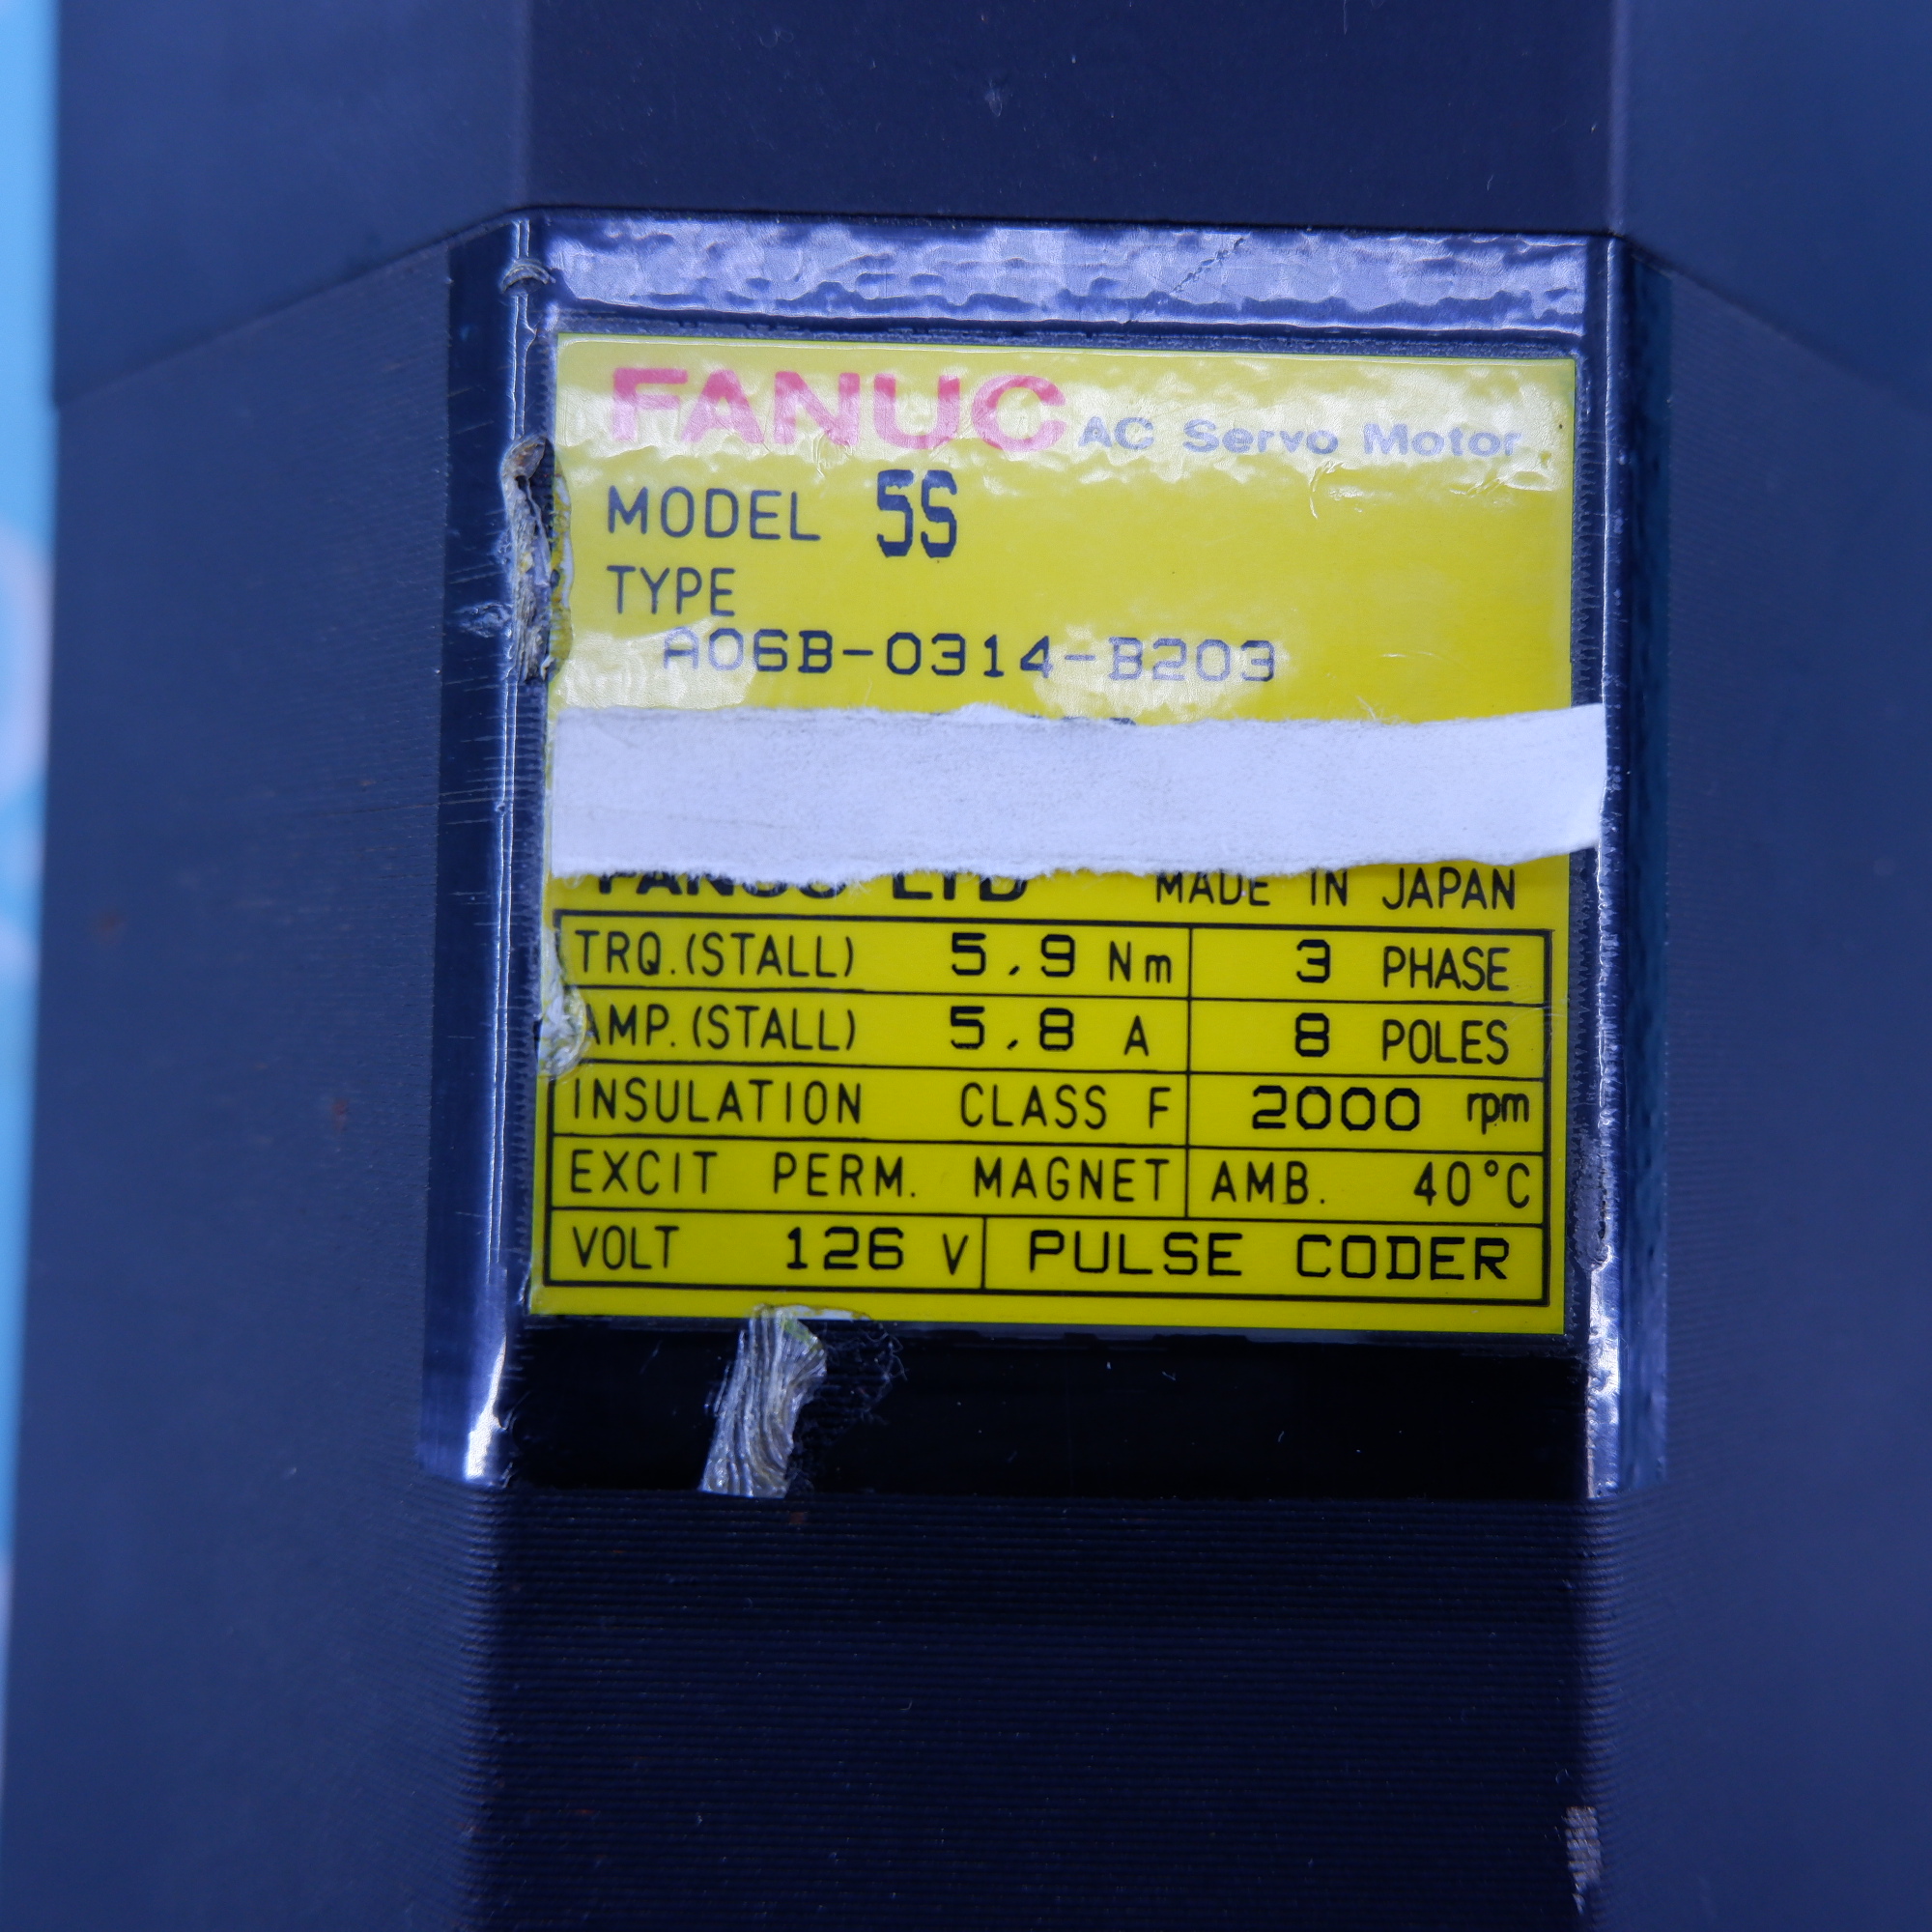 FANUC AC Servo Motor
MODEL 5S
TYPE
A06B-0314-B203
FANUC LTD MADE IN JAPAN
TRQ.(STALL) 5.9 Nm 3 PHASE
AMP.(STALL) 5.8 A 8 POLES
INSULATION CLASS F 2000 rpm
EXCIT PERM. MAGNET AMB. 40°C
VOLT 126 V PULSE CODER